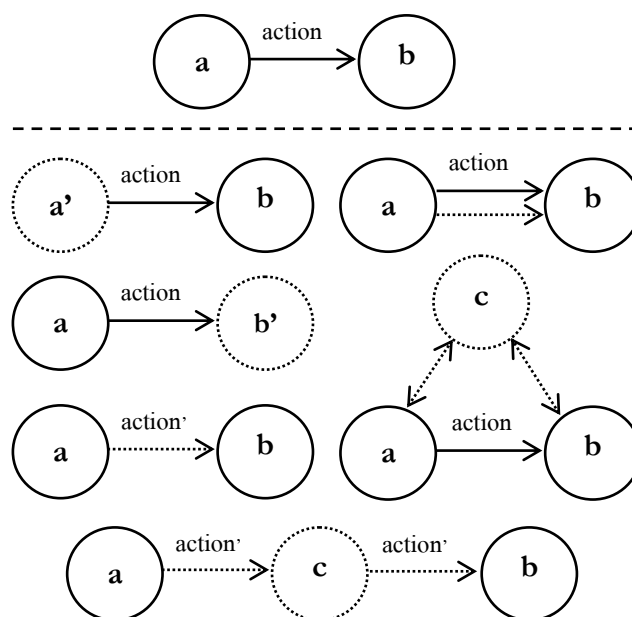 action
a b
action
a' b
action
a b
action
a b'
c
action'
a b
action
a b
action' action'
a c b